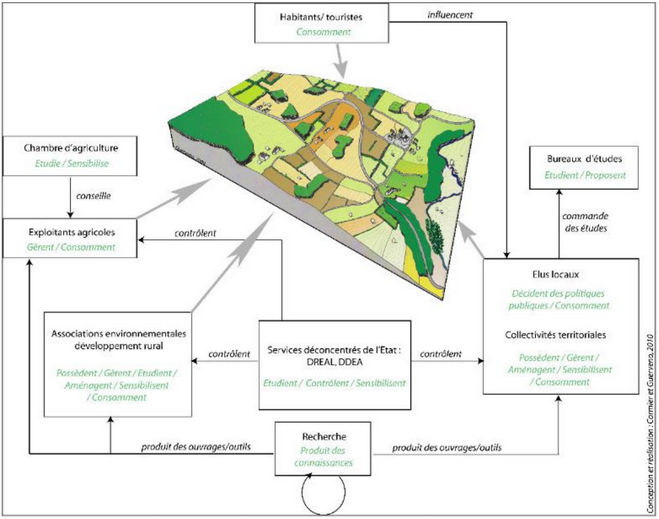 Habitants/ touristes
Consomment
influencent
Chambre d'agriculture
Etudie / Sensibilise
conseille
Exploitants agricoles
Gèrent / Consomment
contrôlent
Bureaux d'études
Etudient / Proposent
commande
des études
Elus locaux
Décident des politiques
publiques / Consomment
Collectivités territoriales
Possèdent / Gèrent /
Aménagent / Sensibilisent
/ Consomment
Associations environnementales
développement rural
Possèdent / Gèrent / Etudient /
Aménagent / Sensibilisent
/ Consomment
contrôlent
Services déconcentrés de l'Etat :
DREAL, DDEA
Etudient / Contrôlent / Sensibilisent
contrôlent
produit des ouvrages/outils
Recherche
Produit des
connaissances
produit des ouvrages/outils
Conception et réalisation : Cormier et Guerveno, 2010